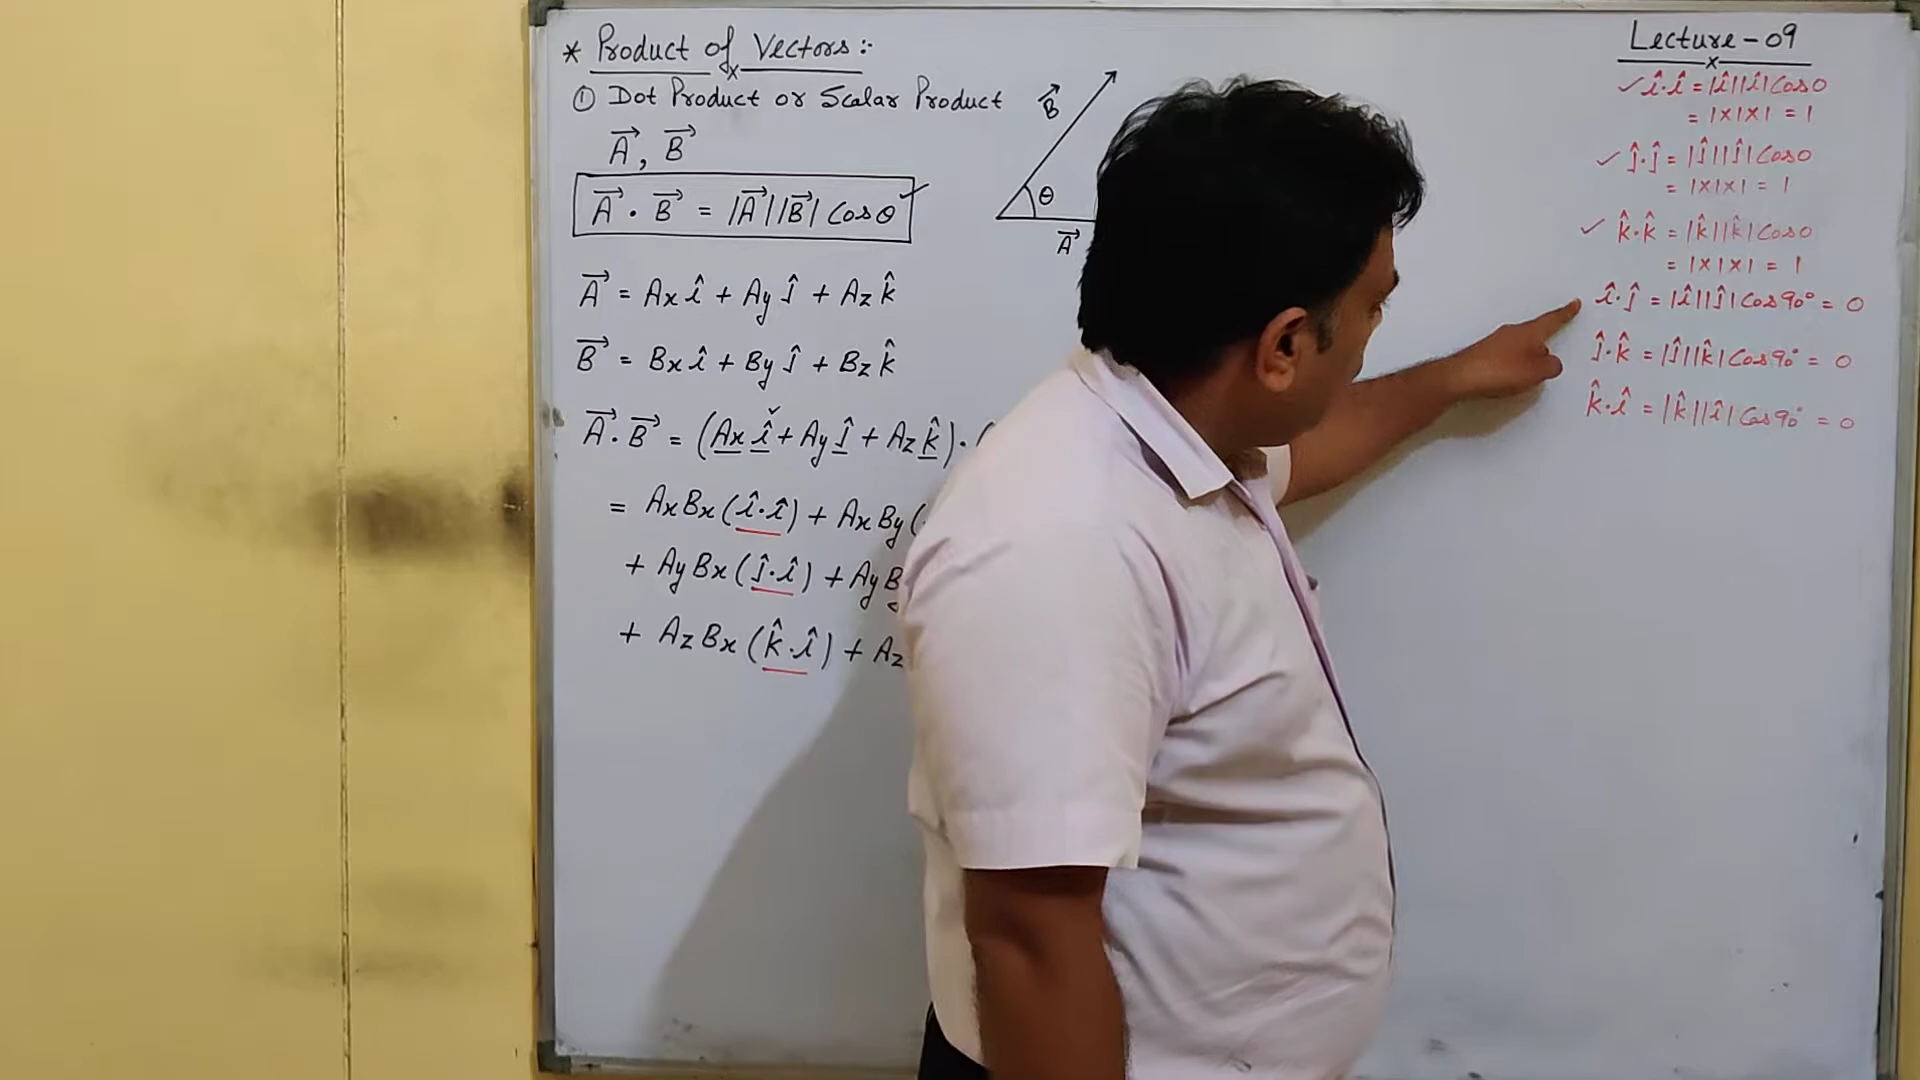 * Product of Vectors :-
① Dot Product or Scalar Product
A⃗, B⃗
A⃗ · B⃗ = |A⃗||B⃗| Cosθ
A⃗ = Ax î + Ay ĵ + Az k̂
B⃗ = Bx î + By ĵ + Bz k̂
A⃗ · B⃗ = (Ax î + Ay ĵ + Az k̂) · (
= AxBx (î·î) + AxBy (
+ AyBx (ĵ·î) + AyB
+ AzBx (k̂·î) + Az
B⃗
θ
A⃗
Lecture-09
✓ î·î = |î||î| Cos0
= 1×1×1 = 1
✓ ĵ·ĵ = |ĵ||ĵ| Cos0
= 1×1×1 = 1
✓ k̂·k̂ = |k̂||k̂| Cos0
= 1×1×1 = 1
î·ĵ = |î||ĵ| Cos90° = 0
ĵ·k̂ = |ĵ||k̂| Cos90° = 0
k̂·î = |k̂||î| Cos90° = 0